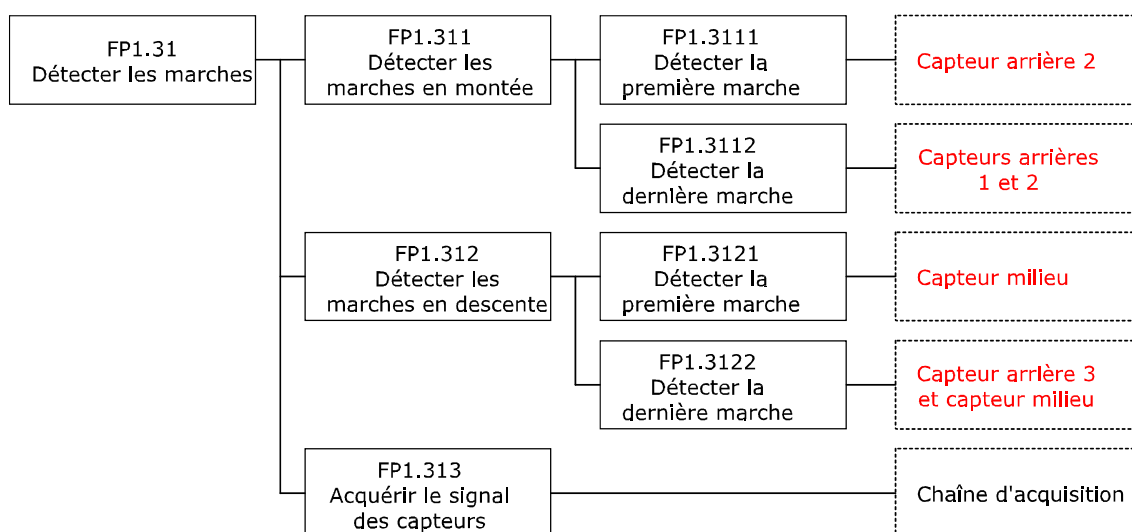 FP1.31
Détecter les marches
FP1.311
Détecter les
marches en montée
FP1.3111
Détecter la
première marche
Capteur arrière 2
FP1.3112
Détecter la
dernière marche
Capteurs arrières
1 et 2
FP1.312
Détecter les
marches en descente
FP1.3121
Détecter la
première marche
Capteur milieu
FP1.3122
Détecter la
dernière marche
Capteur arrière 3
et capteur milieu
FP1.313
Acquérir le signal
des capteurs
Chaîne d'acquisition